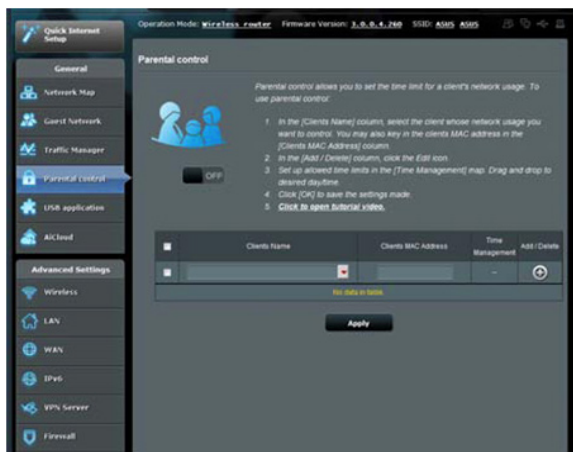 Quick Internet
Setup
Operation Mode: Wireless router Firmware Version: 3.0.0.4.260 SSID: ASUS ASUS
General
Network Map
Guest Network
Traffic Manager
Parental control
USB application
AiCloud
Advanced Settings
Wireless
LAN
WAN
IPv6
VPN Server
Firewall
Parental control
Parental control allows you to set the time limit for a client's network usage. To
use parental control:
1. In the [Clients Name] column, select the client whose network usage you
want to control. You may also key in the clients MAC address in the
[Clients MAC Address] column.
2. In the [Add / Delete] column, click the Edit icon.
3. Set up allowed time limits in the [Time Management] map. Drag and drop to
desired day/time.
4. Click [OK] to save the settings made.
5. Click to open tutorial video.
OFF
Clients Name Clients MAC Address Time
Management Add / Delete
--
No data in table.
Apply